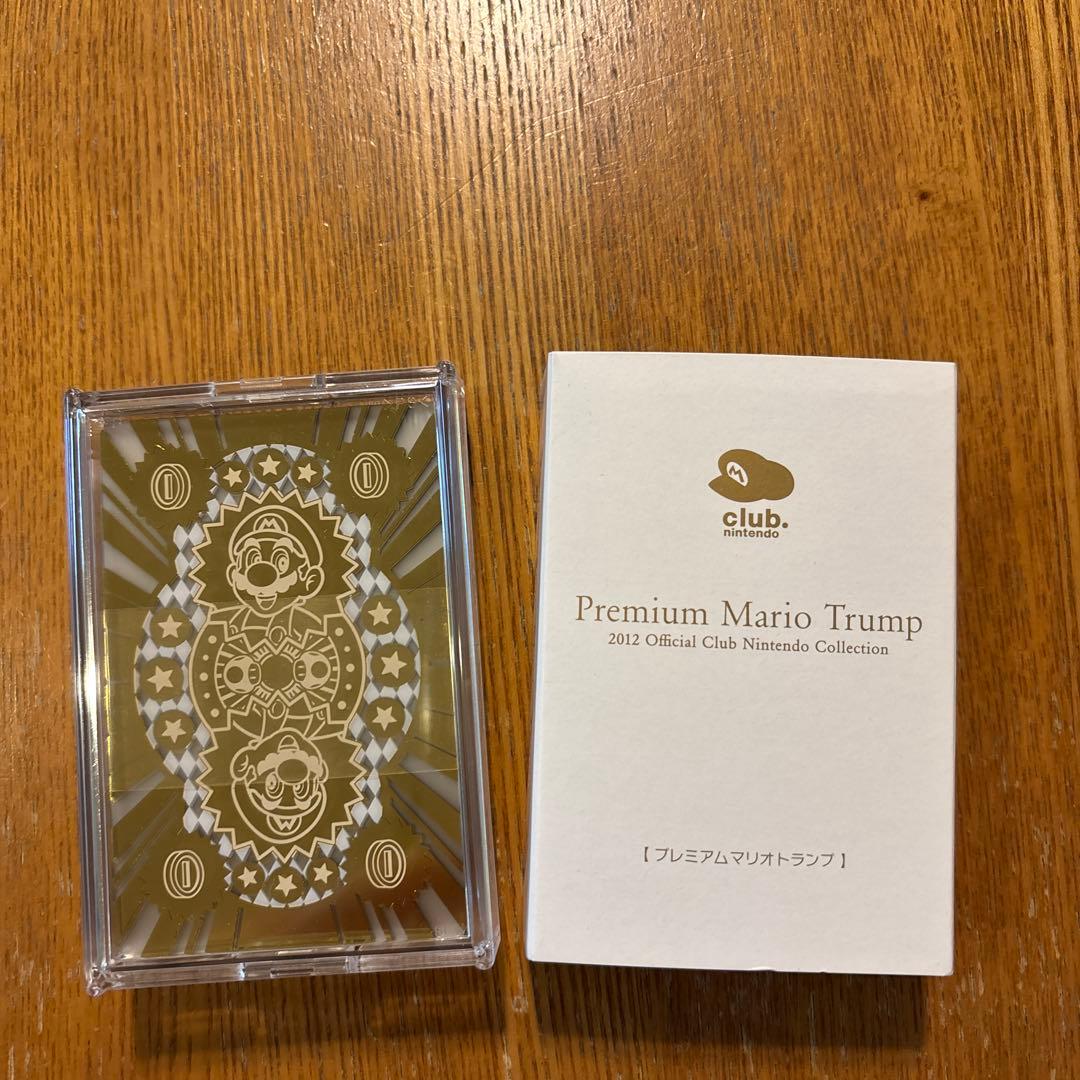 M
M
M
club.
nintendo
Premium Mario Trump
2012 Official Club Nintendo Collection
【 プレミアムマリオトランプ 】